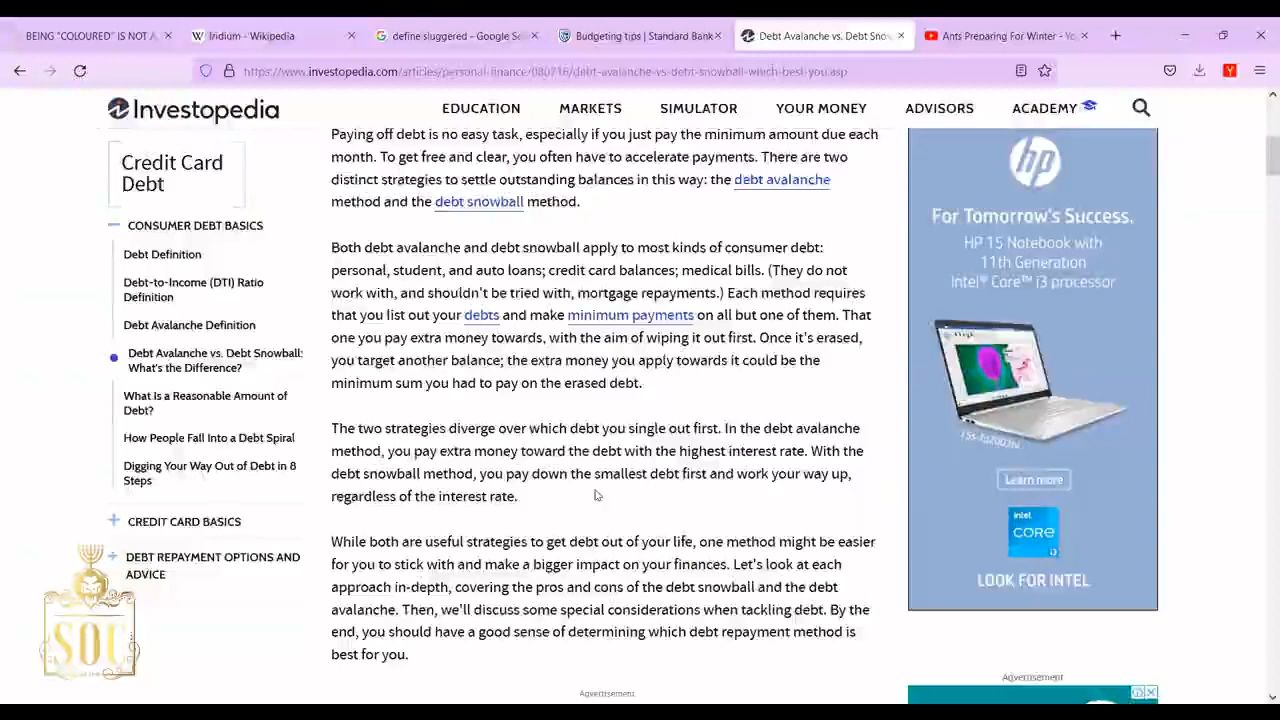 BEING "COLOURED" IS NOT A
Iridium - Wikipedia
define sluggered - Google Se
Budgeting tips | Standard Bank
Debt Avalanche vs. Debt Snow
Ants Preparing For Winter - Yo
https://www.investopedia.com/articles/personal-finance/080716/debt-avalanche-vs-debt-snowball-which-best-you.asp
Investopedia
EDUCATION MARKETS SIMULATOR YOUR MONEY ADVISORS ACADEMY
Credit Card
Debt
CONSUMER DEBT BASICS
Debt Definition
Debt-to-Income (DTI) Ratio
Definition
Debt Avalanche Definition
Debt Avalanche vs. Debt Snowball:
What's the Difference?
What Is a Reasonable Amount of
Debt?
How People Fall Into a Debt Spiral
Digging Your Way Out of Debt in 8
Steps
CREDIT CARD BASICS
DEBT REPAYMENT OPTIONS AND
ADVICE
SOC
Paying off debt is no easy task, especially if you just pay the minimum amount due each
month. To get free and clear, you often have to accelerate payments. There are two
distinct strategies to settle outstanding balances in this way: the debt avalanche
method and the debt snowball method.
Both debt avalanche and debt snowball apply to most kinds of consumer debt:
personal, student, and auto loans; credit card balances; medical bills. (They do not
work with, and shouldn't be tried with, mortgage repayments.) Each method requires
that you list out your debts and make minimum payments on all but one of them. That
one you pay extra money towards, with the aim of wiping it out first. Once it's erased,
you target another balance; the extra money you apply towards it could be the
minimum sum you had to pay on the erased debt.
The two strategies diverge over which debt you single out first. In the debt avalanche
method, you pay extra money toward the debt with the highest interest rate. With the
debt snowball method, you pay down the smallest debt first and work your way up,
regardless of the interest rate.
While both are useful strategies to get debt out of your life, one method might be easier
for you to stick with and make a bigger impact on your finances. Let's look at each
approach in-depth, covering the pros and cons of the debt snowball and the debt
avalanche. Then, we'll discuss some special considerations when tackling debt. By the
end, you should have a good sense of determining which debt repayment method is
best for you.
Advertisement
hp
For Tomorrow's Success.
HP 15 Notebook with
11th Generation
Intel® Core™ i3 processor
Learn more
intel
CORE
i3
LOOK FOR INTEL
Advertisement